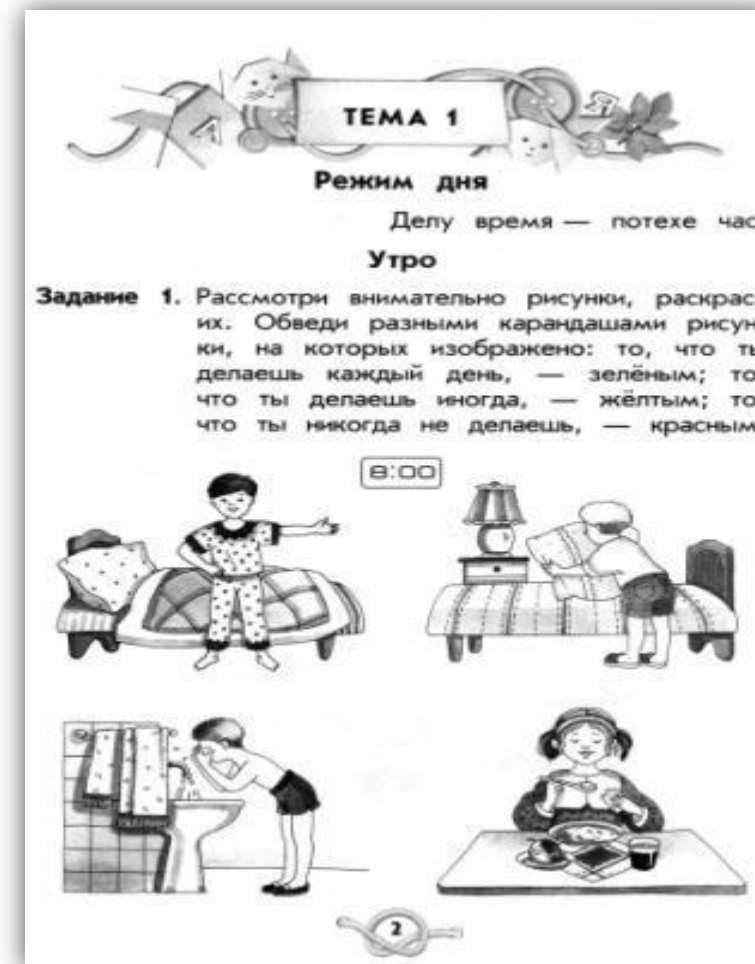 А
Я
ТЕМА 1
Режим дня
Делу время — потехе час
Утро
Задание 1. Рассмотри внимательно рисунки, раскрас
их. Обведи разными карандашами рисун
ки, на которых изображено: то, что ты
делаешь каждый день, — зелёным; то
что ты делаешь иногда, — жёлтым; то
что ты никогда не делаешь, — красным
8:00
2